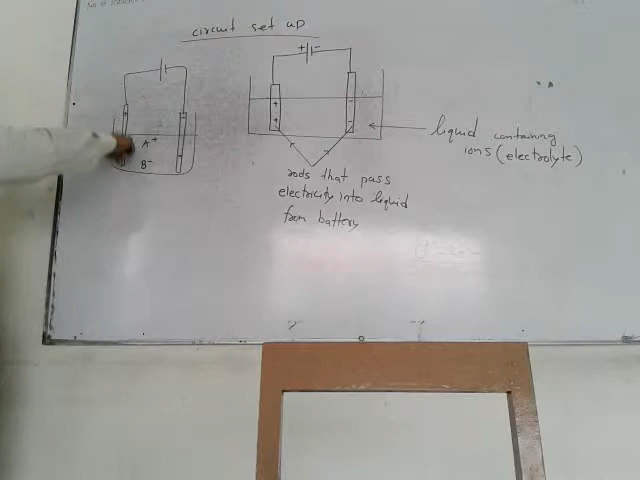 circuit set up
+ -
+
+
-
-
A+
B-
liquid containing
ions (electrolyte)
rods that pass
electricity into liquid
from battery